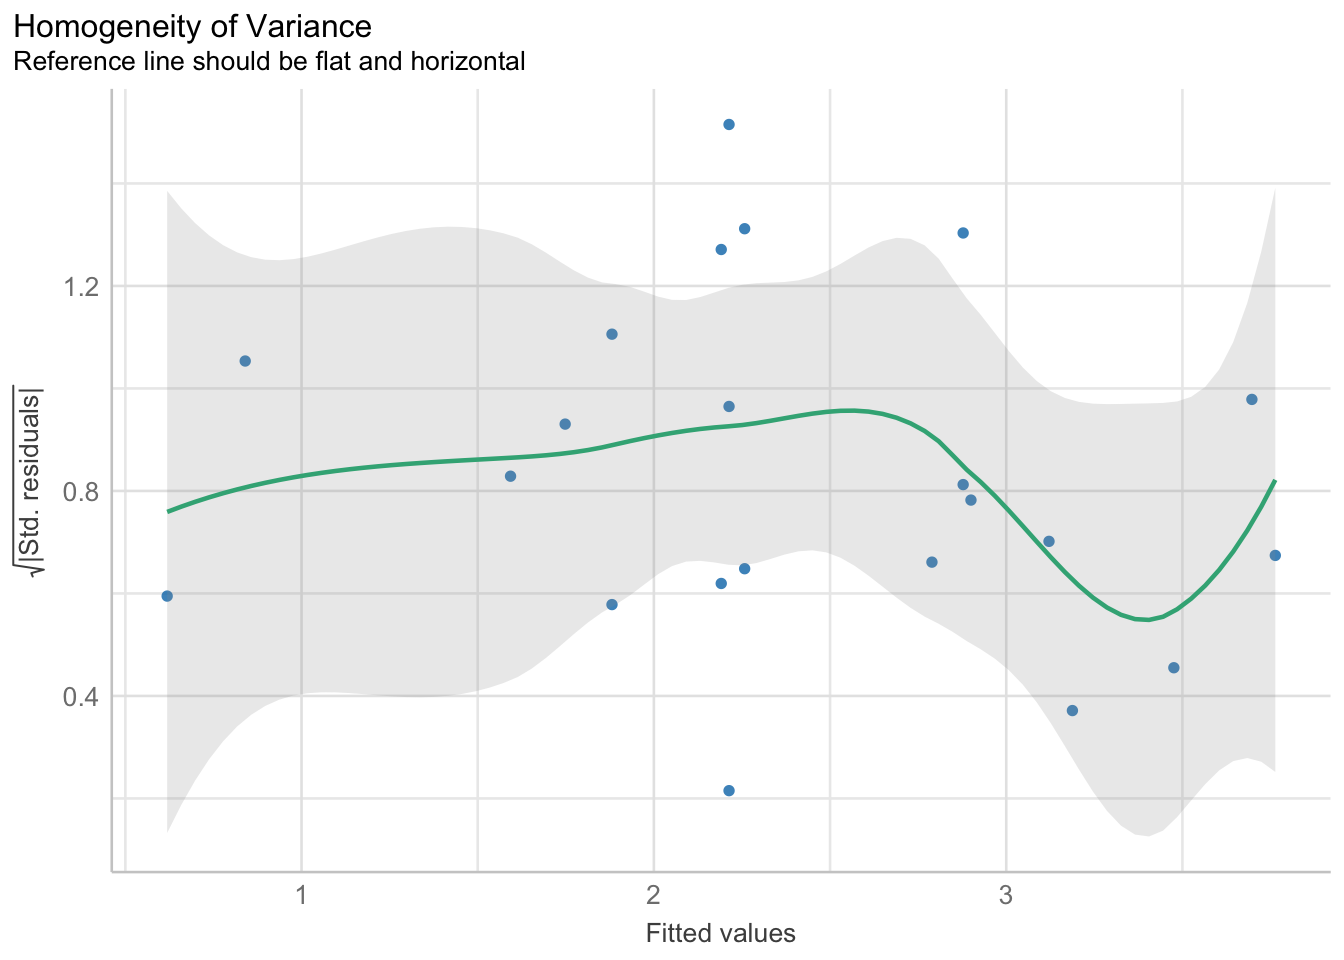 Homogeneity of Variance
Reference line should be flat and horizontal
√|Std. residuals|
1.2
0.8
0.4
1
2
3
Fitted values